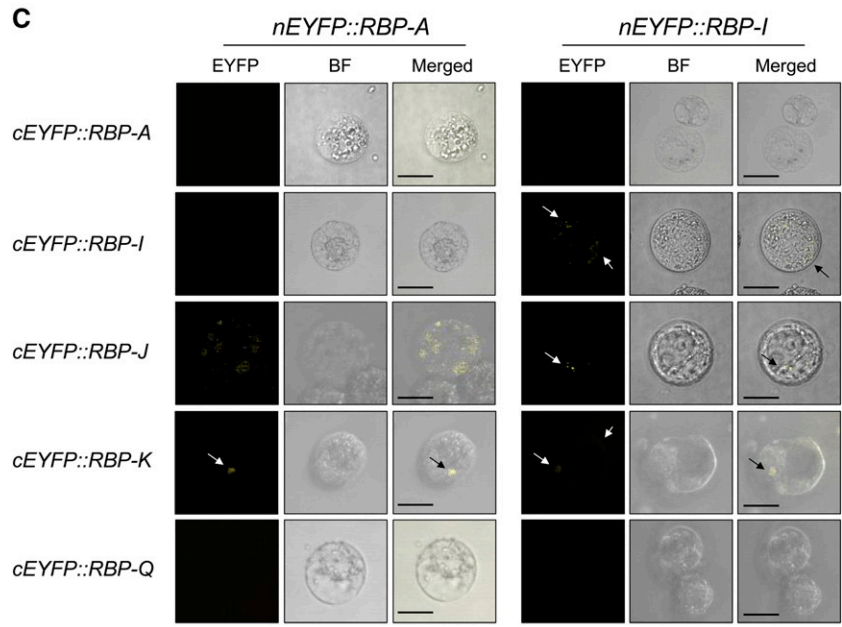 C
nEYFP::RBP-A nEYFP::RBP-I
EYFP BF Merged EYFP BF Merged
cEYFP::RBP-A
cEYFP::RBP-I
cEYFP::RBP-J
cEYFP::RBP-K
cEYFP::RBP-Q